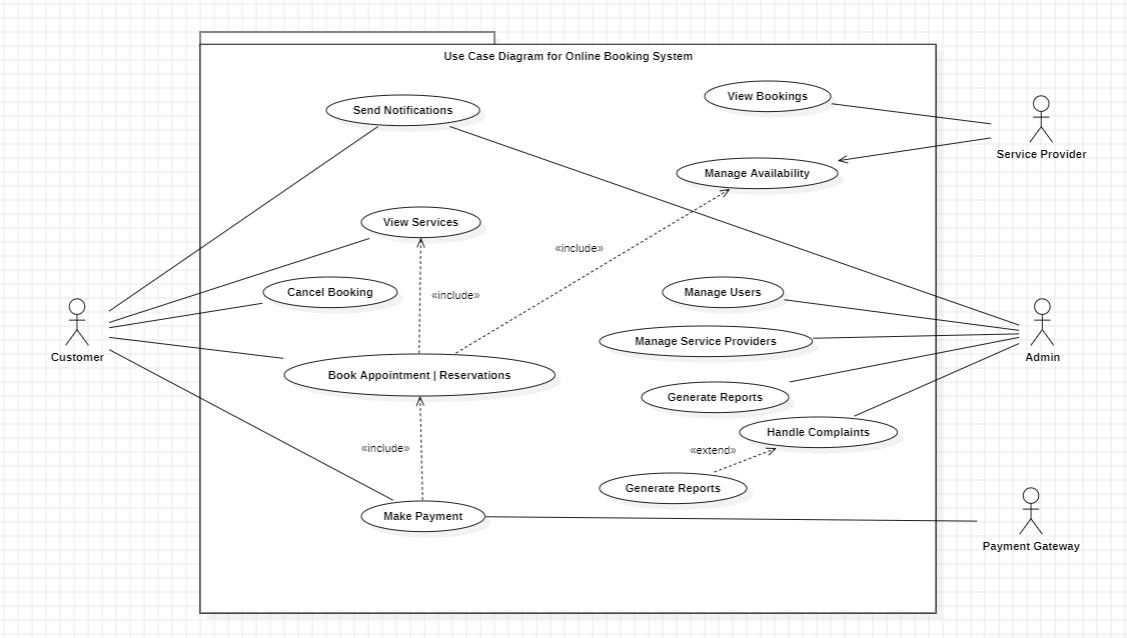 Use Case Diagram for Online Booking System
Send Notifications
View Bookings
Service Provider
Manage Availability
View Services
«include»
Cancel Booking
«include»
Manage Users
Customer
Manage Service Providers
Admin
Book Appointment | Reservations
Generate Reports
Handle Complaints
«include»
«extend»
Generate Reports
Make Payment
Payment Gateway